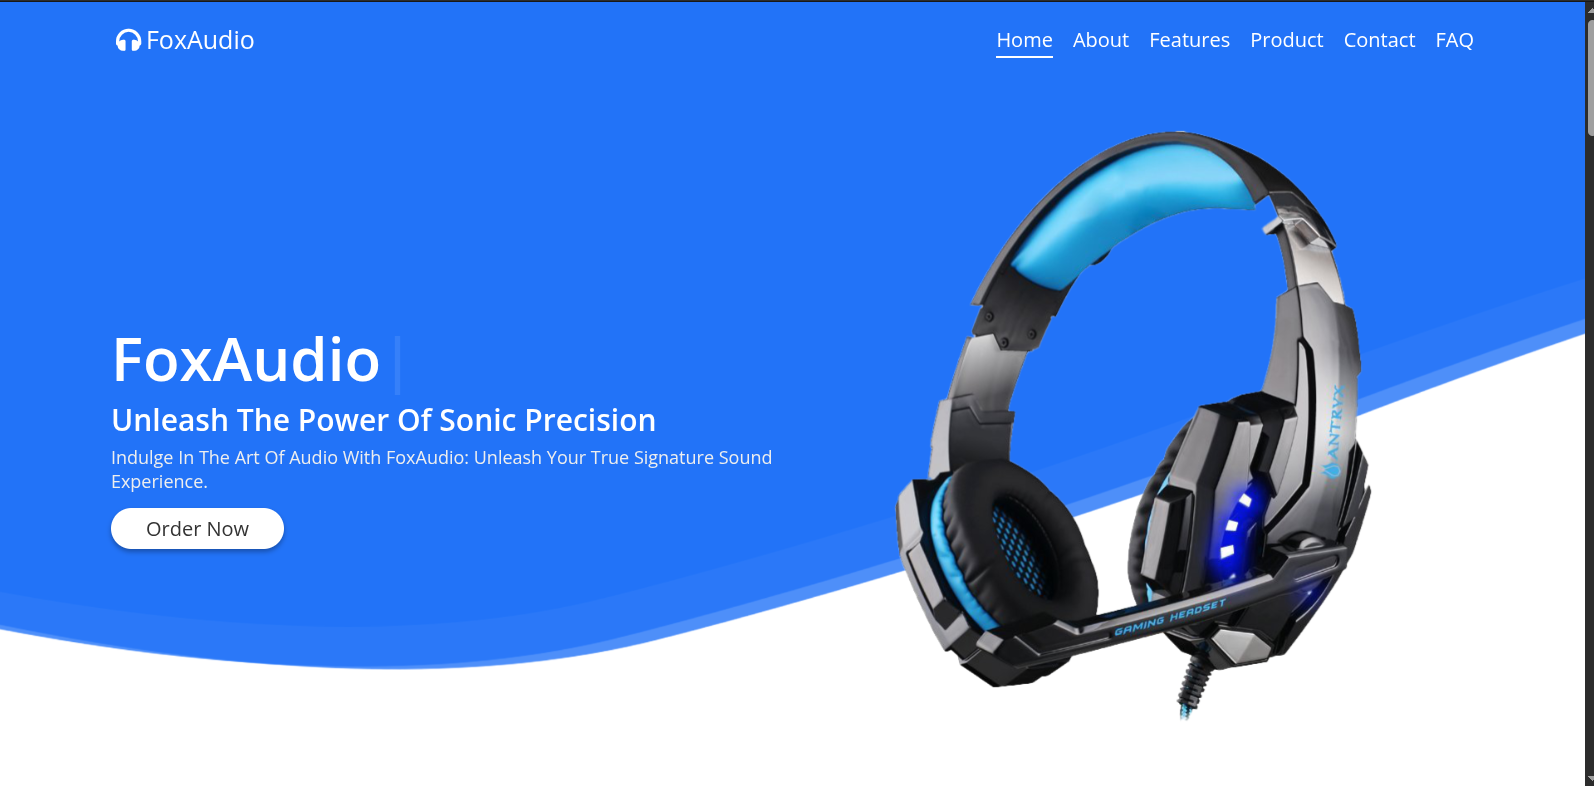 FoxAudio
Home About Features Product Contact FAQ
FoxAudio
Unleash The Power Of Sonic Precision
Indulge In The Art Of Audio With FoxAudio: Unleash Your True Signature Sound
Experience.
Order Now
ANTRYX
GAMING HEADSET